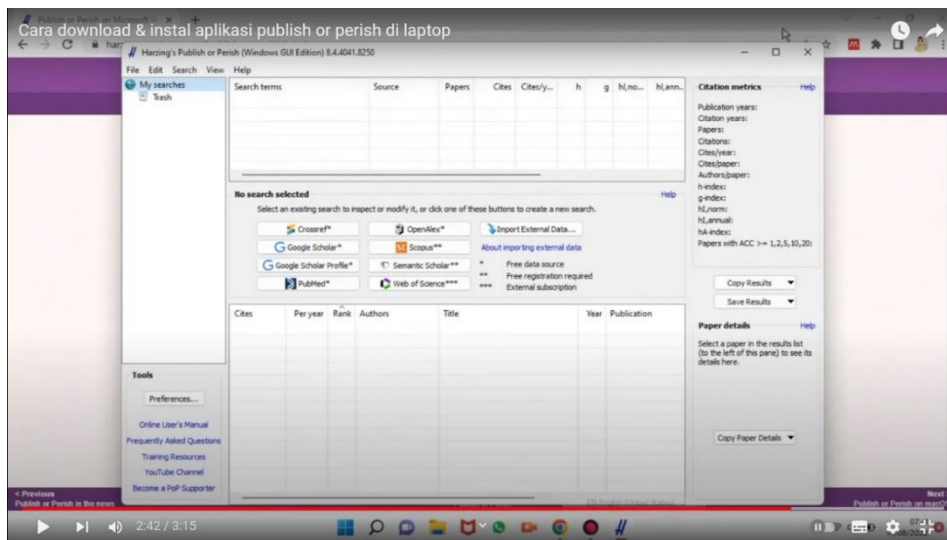 Cara download & instal aplikasi publish or perish di laptop
Harzing's Publish or Perish (Windows GUI Edition) 8.4.4041.8250
File Edit Search View Help
My searches
Trash
Search terms Source Papers Cites Cites/y... h g hI,no... hI,ann..
Citation metrics Help
Publication years:
Citation years:
Papers:
Citations:
Cites/year:
Cites/paper:
Authors/paper:
h-index:
g-index:
hI,norm:
hI,annual:
hA-index:
Papers with ACC >= 1,2,5,10,20:
No search selected Help
Select an existing search to inspect or modify it, or click one of these buttons to create a new search.
Crossref* OpenAlex* Import External Data...
Google Scholar* Scopus** About importing external data
Google Scholar Profile* Semantic Scholar** * Free data source
** Free registration required
PubMed* Web of Science*** *** External subscription
Copy Results
Save Results
Cites Per year Rank Authors Title Year Publication
Paper details Help
Select a paper in the results list
(to the left of this pane) to see its
details here.
Copy Paper Details
Tools
Preferences...
Online User's Manual
Frequently Asked Questions
Training Resources
YouTube Channel
Become a PoP Supporter
< Previous
Publish or Perish in the news
Next
Publish or Perish on macO
EN English (United States)
2:42 / 3:15